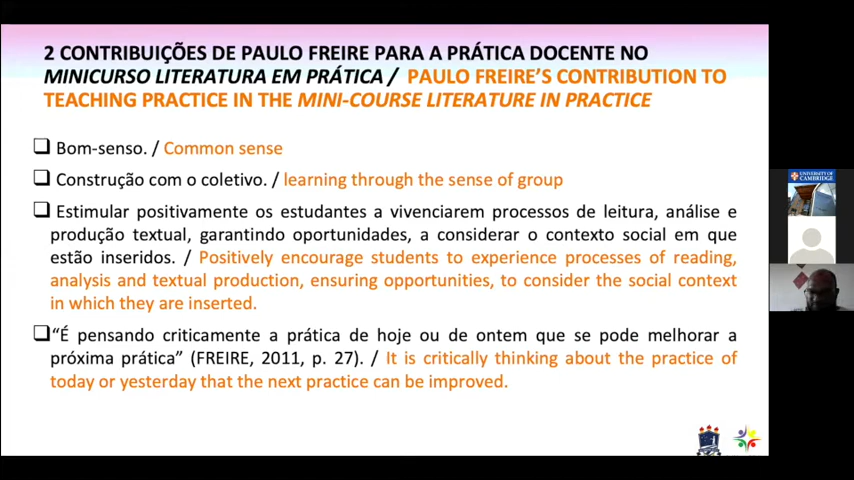 2 CONTRIBUIÇÕES DE PAULO FREIRE PARA A PRÁTICA DOCENTE NO
MINICURSO LITERATURA EM PRÁTICA / PAULO FREIRE'S CONTRIBUTION TO
TEACHING PRACTICE IN THE MINI-COURSE LITERATURE IN PRACTICE
Bom-senso. / Common sense
Construção com o coletivo. / learning through the sense of group
Estimular positivamente os estudantes a vivenciarem processos de leitura, análise e
produção textual, garantindo oportunidades, a considerar o contexto social em que
estão inseridos. / Positively encourage students to experience processes of reading,
analysis and textual production, ensuring opportunities, to consider the social context
in which they are inserted.
“É pensando criticamente a prática de hoje ou de ontem que se pode melhorar a
próxima prática” (FREIRE, 2011, p. 27). / It is critically thinking about the practice of
today or yesterday that the next practice can be improved.
UNIVERSITY OF
CAMBRIDGE